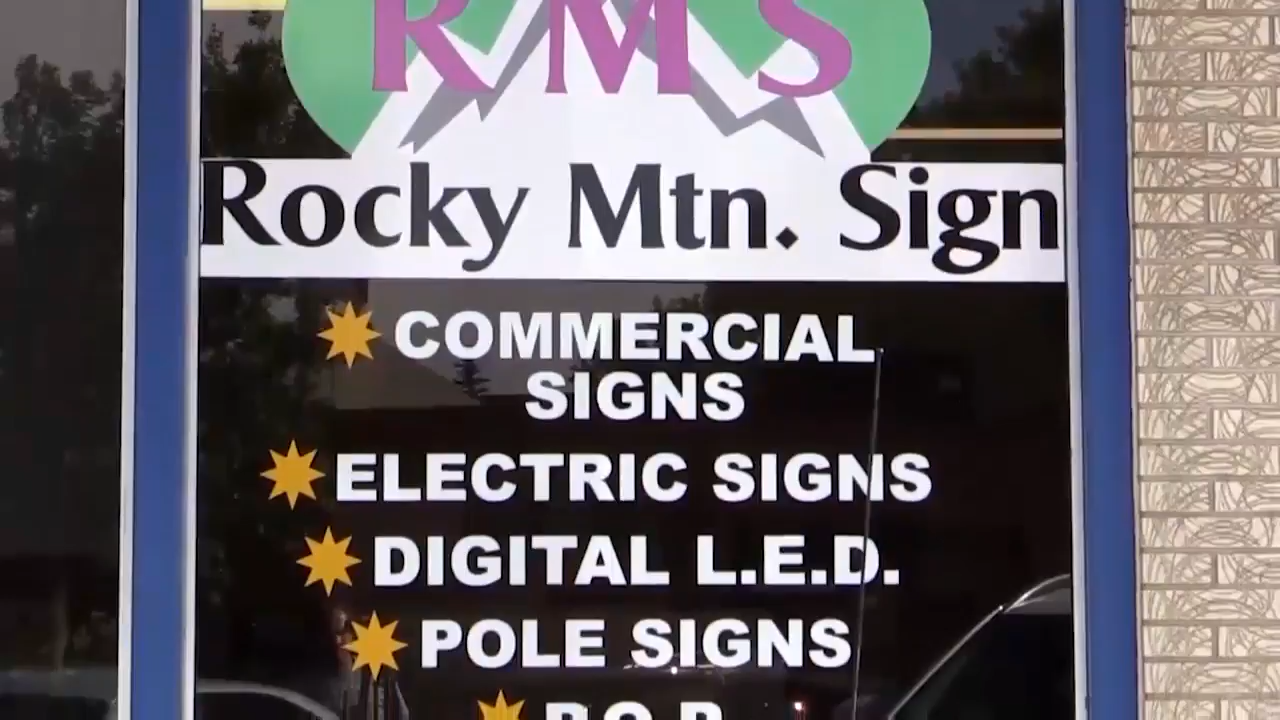 RMS
Rocky Mtn. Sign
COMMERCIAL
SIGNS
ELECTRIC SIGNS
DIGITAL L.E.D.
POLE SIGNS